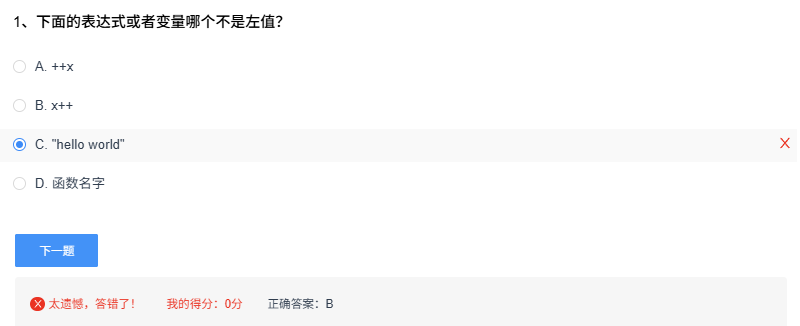 1、下面的表达式或者变量哪个不是左值？
A. ++x
B. x++
C. "hello world"
X
D. 函数名字
下一题
X 太遗憾，答错了！ 我的得分：0分 正确答案：B